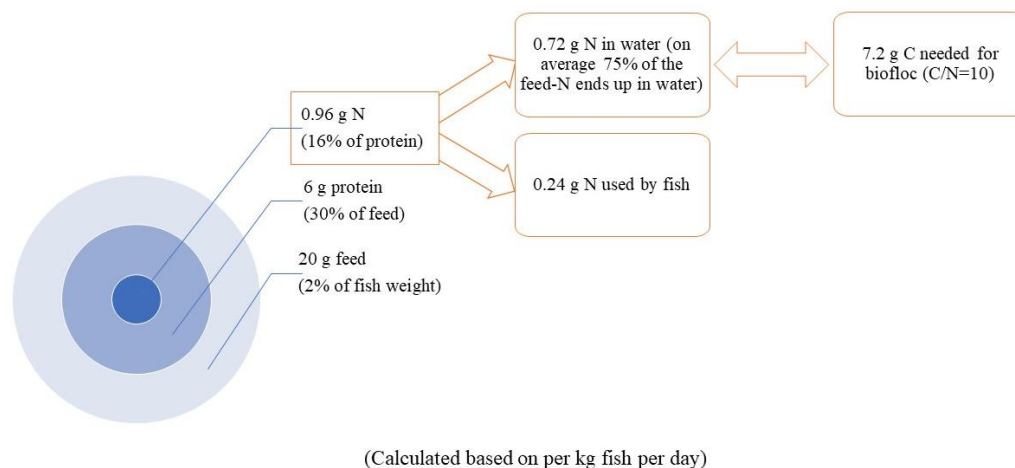 0.72 g N in water (on
average 75% of the
feed-N ends up in water)
7.2 g C needed for
biofloc (C/N=10)
0.96 g N
(16% of protein)
6 g protein
(30% of feed)
0.24 g N used by fish
20 g feed
(2% of fish weight)
(Calculated based on per kg fish per day)